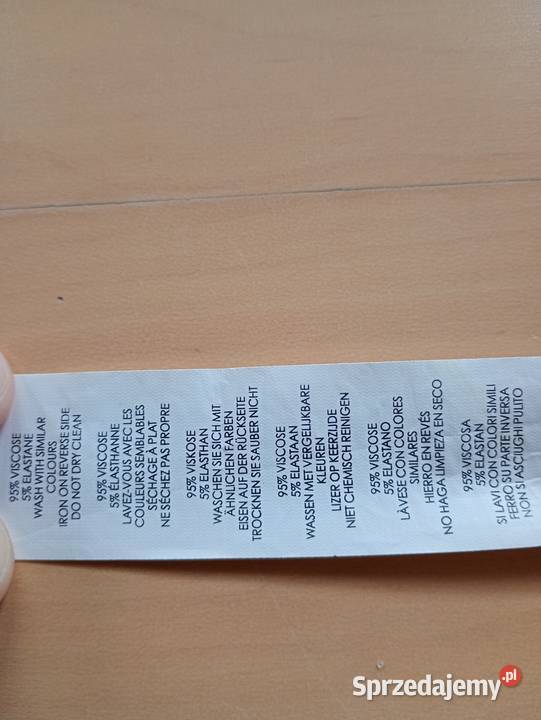 95% VISCOSE
5% ELASTANE
WASH WITH SIMILAR
COLOURS
IRON ON REVERSE SIDE
DO NOT DRY CLEAN
95% VISCOSE
5% ELASTHANNE
LAVEZ-VOUS AVECLES
COULEURS SEMBLABLES
SÉCHAGE À PLAT
NE SÉCHEZ PAS PROPRE
95% VISKOSE
5% ELASTHAN
WASCHEN SIE SICH MIT
ÄHNLICHEN FARBEN
EISEN AUF DER RÜCKSEITE
TROCKNEN SIE SAUBER NICHT
95% VISCOSE
5% ELASTAAN
WASSEN MET VERGELIJKBARE
KLEUREN
IJZER OP KEERZIJDE
NIET CHEMISCH REINIGEN
95% VISCOSE
5% ELASTANO
LÁVESE CON COLORES
SIMILARES
HIERRO EN REVÉS
NO HAGA LIMPIEZA EN SECO
95% VISCOSA
5% ELASTAN
SI LAVI CON COLORI SIMILI
FERRO SU PARTE INVERSA
NON SI ASCIUGHI PULITO
Sprzedajemy.pl